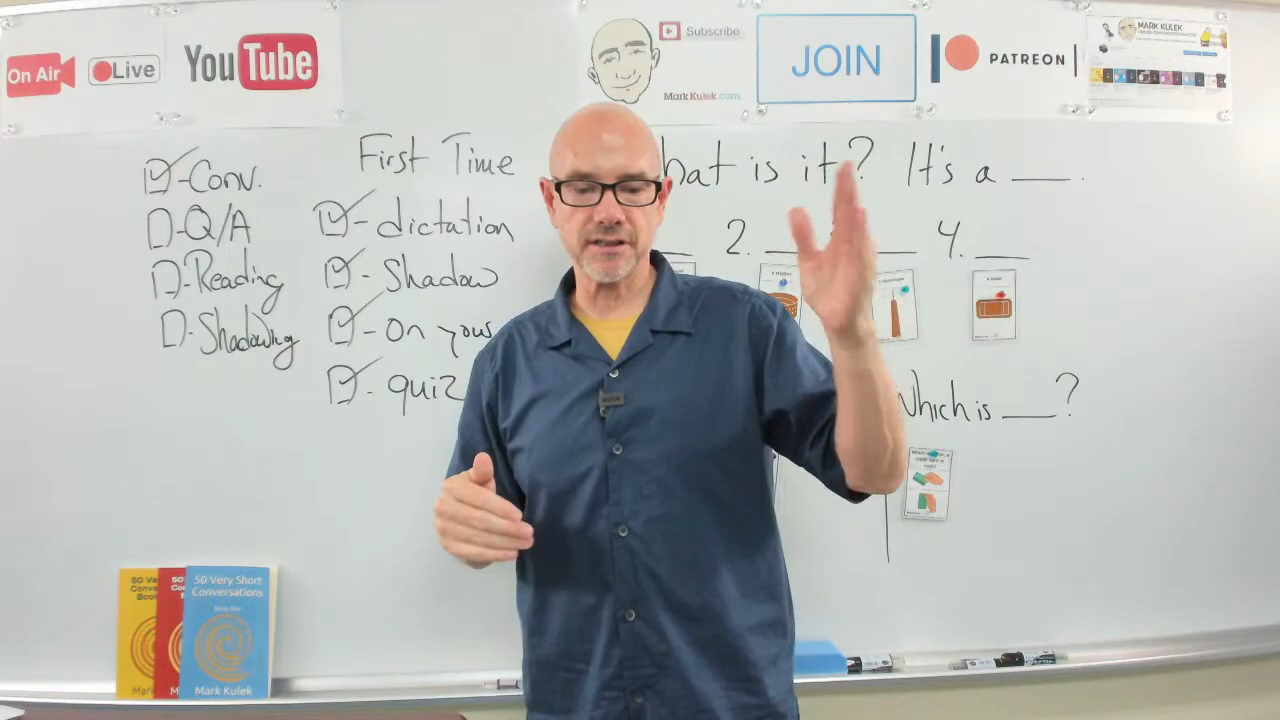 On Air
Live
YouTube
Subscribe
MarkKulek.com
JOIN
PATREON
MARK KULEK
-Conv.
-Q/A
-Reading
-Shadowing
First Time
-dictation
-Shadow
-On your
-quiz
hat is it? It's a ___.
2. ___
4. ___
Which is ___?
50 Very Short
Conversations
Mark Kulek